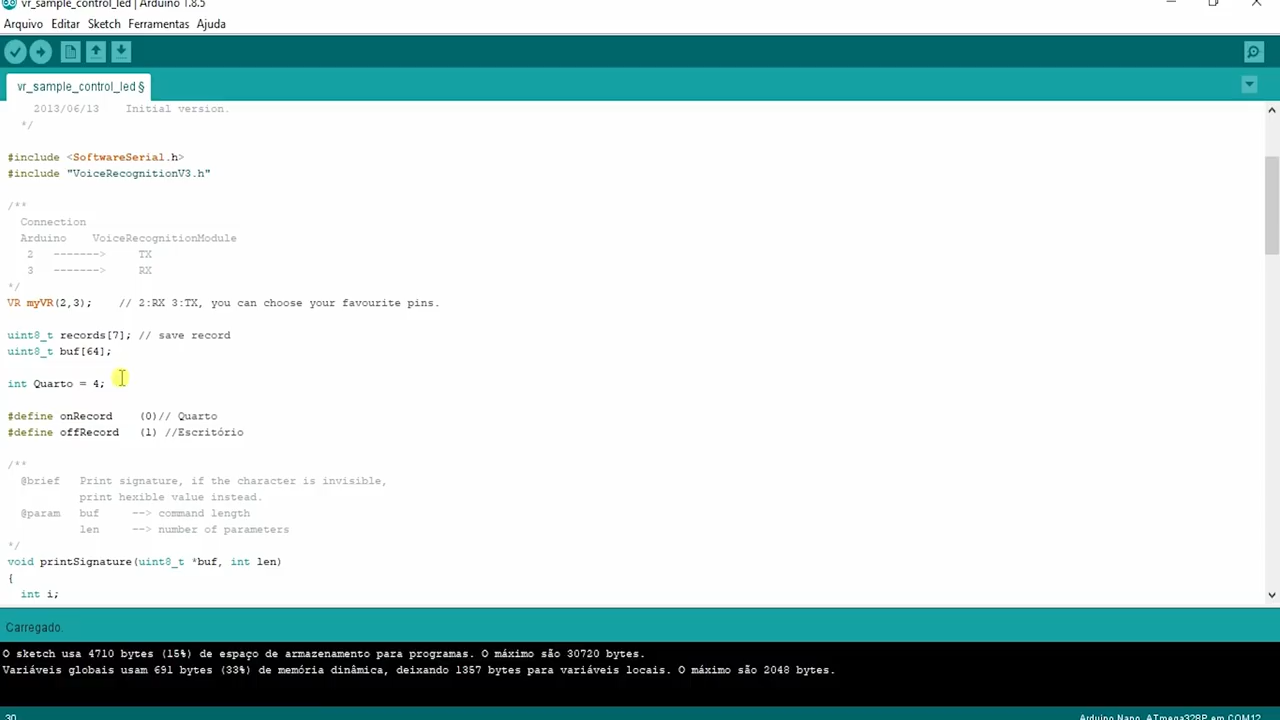 vr_sample_control_led | Arduino 1.8.5
Arquivo Editar Sketch Ferramentas Ajuda
vr_sample_control_led §
2013/06/13    Initial version.
*/
#include <SoftwareSerial.h>
#include "VoiceRecognitionV3.h"
/**
Connection
Arduino    VoiceRecognitionModule
2   ------->     TX
3   ------->     RX
*/
VR myVR(2,3);    // 2:RX 3:TX, you can choose your favourite pins.
uint8_t records[7]; // save record
uint8_t buf[64];
int Quarto = 4;
#define onRecord    (0)// Quarto
#define offRecord   (1) //Escritório
/**
@brief   Print signature, if the character is invisible,
print hexible value instead.
@param   buf     --> command length
len     --> number of parameters
*/
void printSignature(uint8_t *buf, int len)
{
int i;
Carregado.
O sketch usa 4710 bytes (15%) de espaço de armazenamento para programas. O máximo são 30720 bytes.
Variáveis globais usam 691 bytes (33%) de memória dinâmica, deixando 1357 bytes para variáveis locais. O máximo são 2048 bytes.
30
Arduino Nano, ATmega328P em COM12